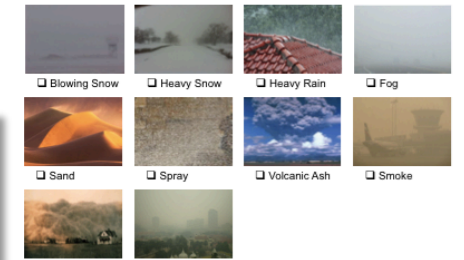 ❑ Blowing Snow ❑ Heavy Snow ❑ Heavy Rain ❑ Fog
❑ Sand ❑ Spray ❑ Volcanic Ash ❑ Smoke